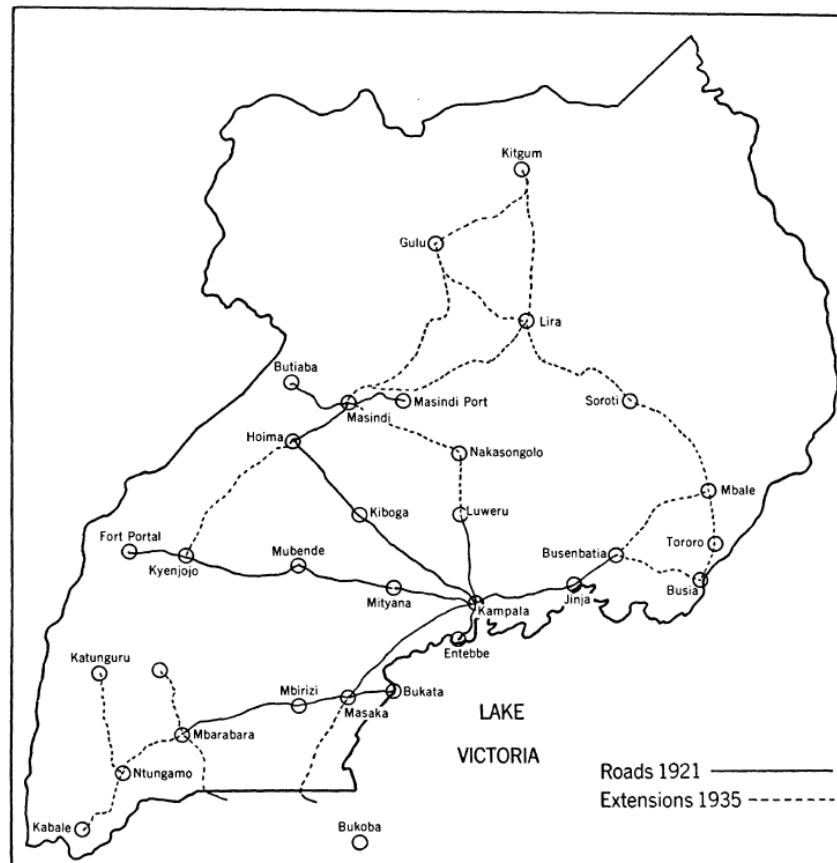 Kitgum
Gulu
Lira
Butiaba
Masindi Port
Masindi
Soroti
Hoima
Nakasongolo
Mbale
Kiboga
Luweru
Fort Portal
Mubende
Busenbatia
Tororo
Kyenjojo
Mityana
Kampala
Jinja
Busia
Entebbe
Katunguru
Mbirizi
Bukata
Masaka
LAKE
VICTORIA
Mbarabara
Ntungamo
Roads 1921
Extensions 1935
Kabale
Bukoba